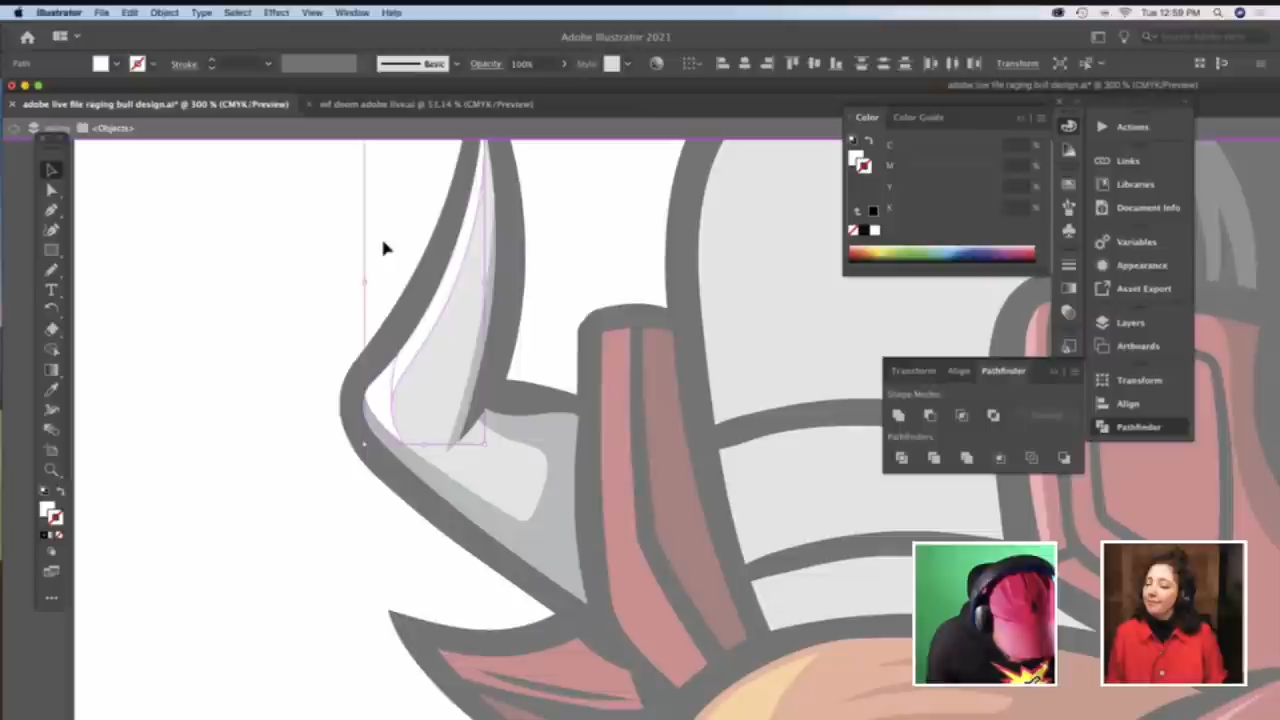 Illustrator File Edit Object Type Select Effect View Window Help Tue 12:59 PM
Adobe Illustrator 2021
Path Stroke: Basic Opacity: 100% Style: Transform
adobe live file raging bull design.ai* @ 300 % (CMYK/Preview)
× adobe live file raging bull design.ai* @ 300 % (CMYK/Preview) × mf doom adobe live.ai @ 53.14 % (CMYK/Preview)
<Objects>
Color Color Guide
C
M
Y
K
% % % %
Actions
Links
Libraries
Document Info
Variables
Appearance
Asset Export
Layers
Artboards
Transform
Align
Pathfinder
Transform Align Pathfinder
Shape Modes:
Pathfinders: